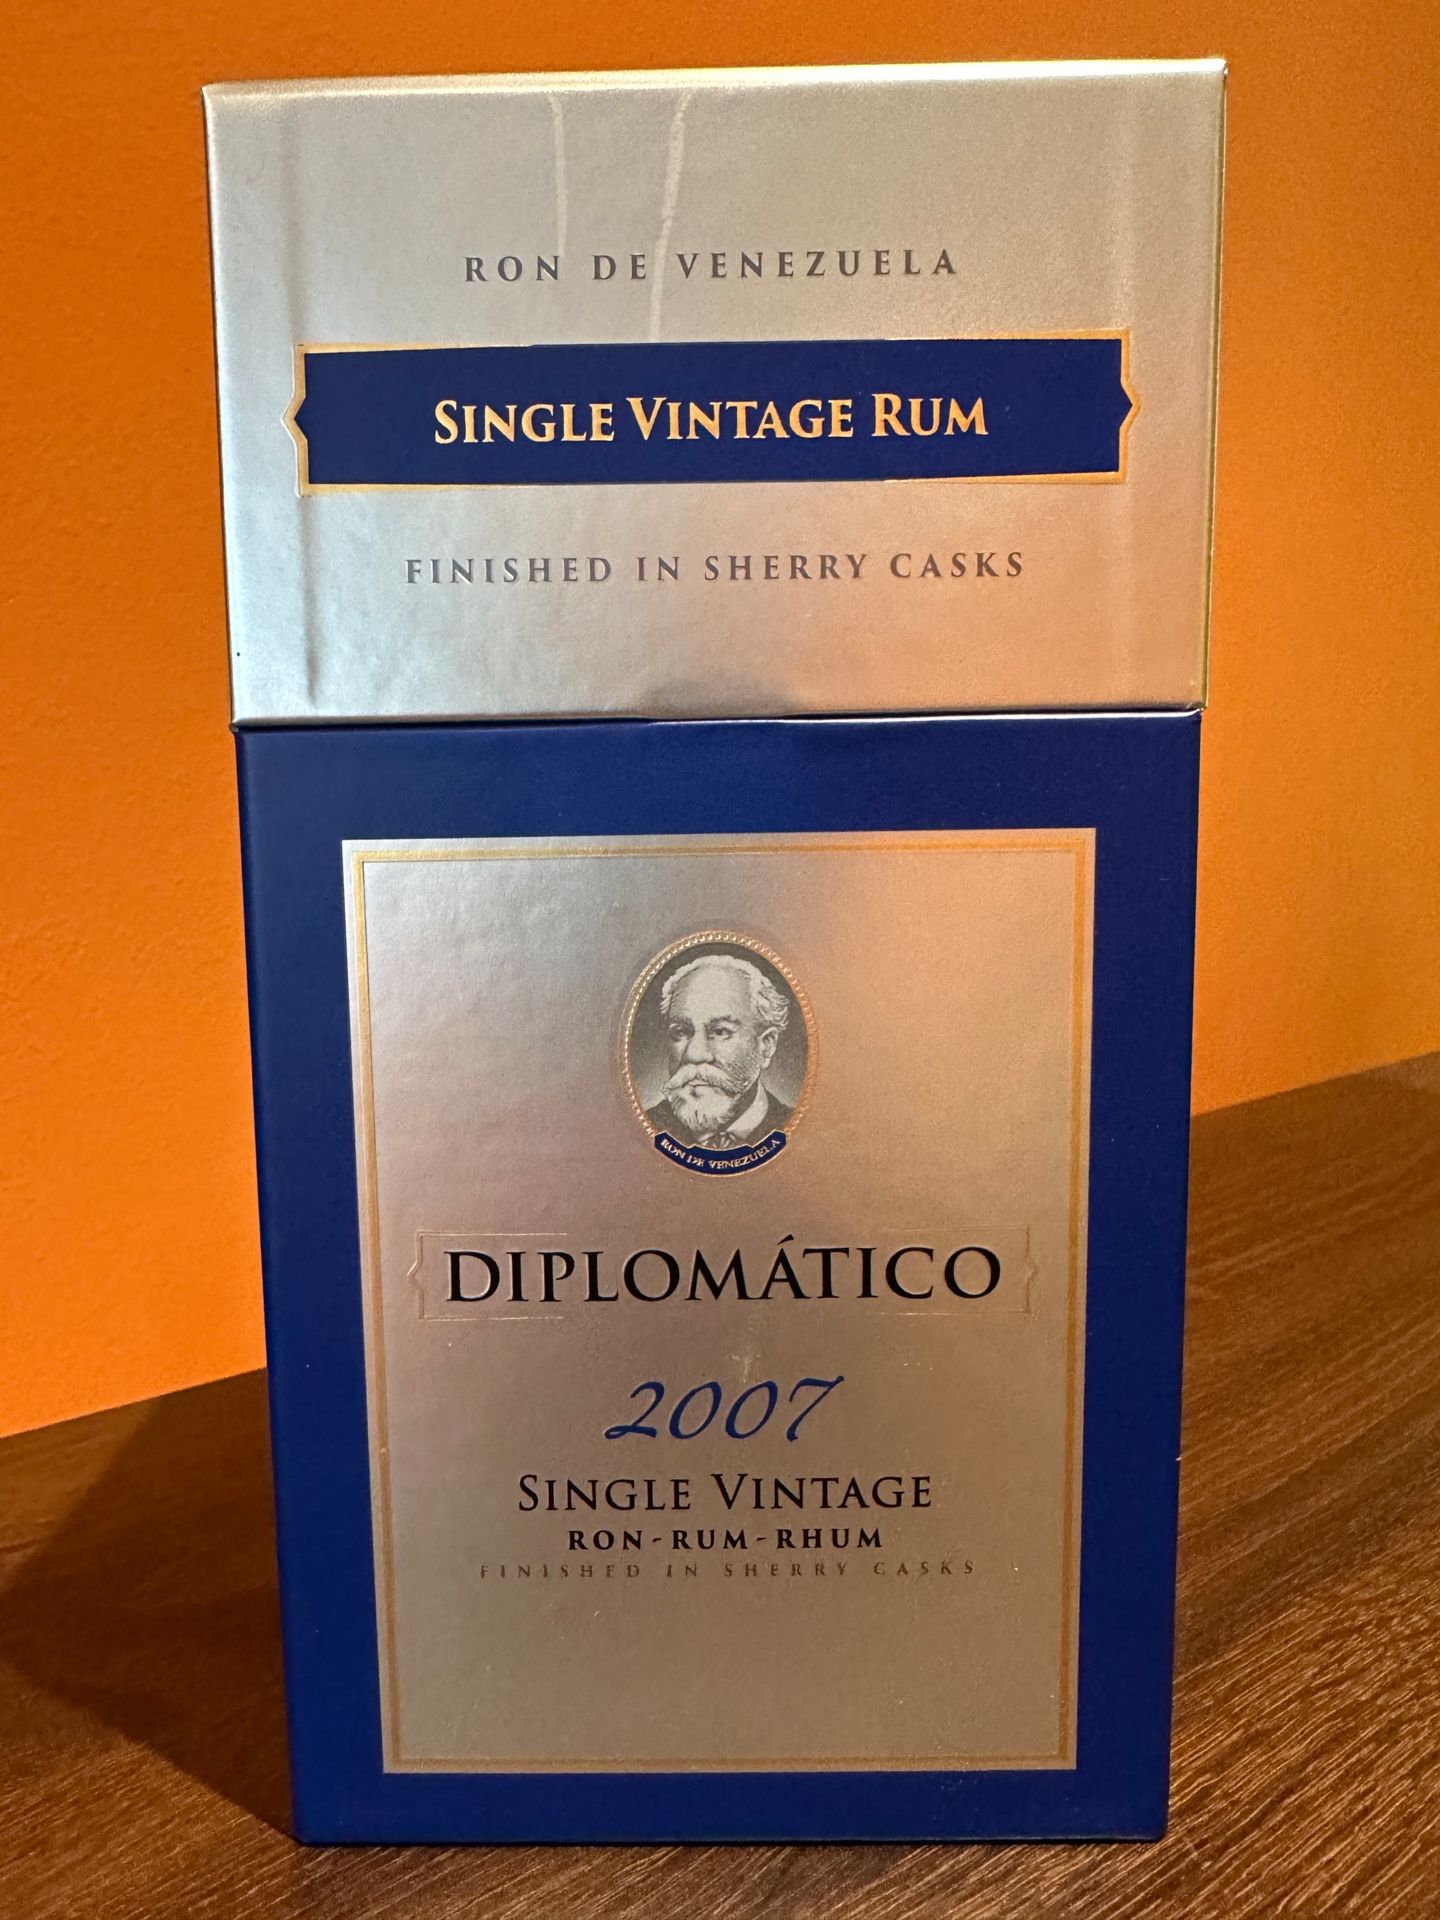 RON DE VENEZUELA
SINGLE VINTAGE RUM
FINISHED IN SHERRY CASKS
RON DE VENEZUELA
DIPLOMÁTICO
2007
SINGLE VINTAGE
RON-RUM-RHUM
FINISHED IN SHERRY CASKS